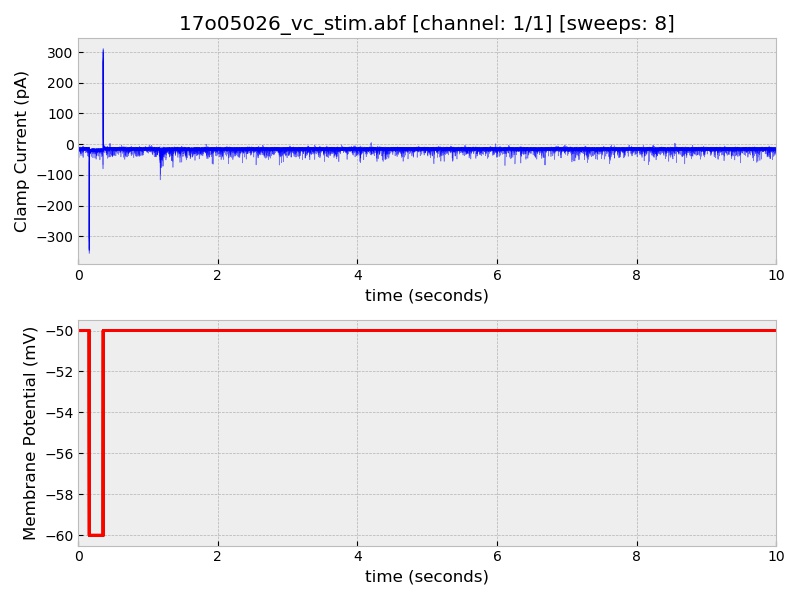 17o05026_vc_stim.abf [channel: 1/1] [sweeps: 8]
Clamp Current (pA)
300
200
100
0
−100
−200
−300
0 2 4 6 8 10
time (seconds)
Membrane Potential (mV)
−50
−52
−54
−56
−58
−60
0 2 4 6 8 10
time (seconds)